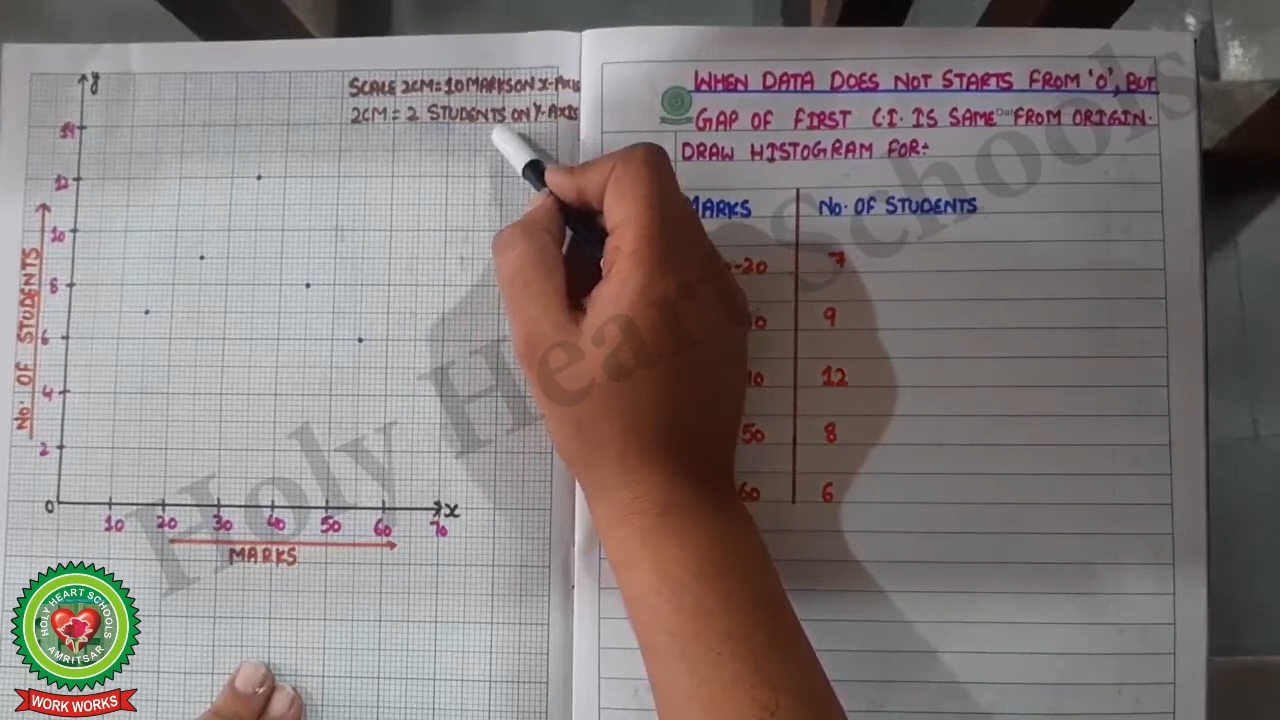 y
SCALE 2CM = 10 MARKS ON X-AXIS
2CM = 2 STUDENTS ON Y-AXIS
14
12
10
8
6
4
2
0
NO. OF STUDENTS
10 20 30 40 50 60 70
x
MARKS
WHEN DATA DOES NOT STARTS FROM '0', BUT
GAP OF FIRST C.I. IS SAME FROM ORIGIN.
DRAW HISTOGRAM FOR:-
MARKS NO. OF STUDENTS
-20 7
9
12
50 8
60 6
Holy Heart Schools
HOLY HEART SCHOOLS
AMRITSAR
WORK WORKS